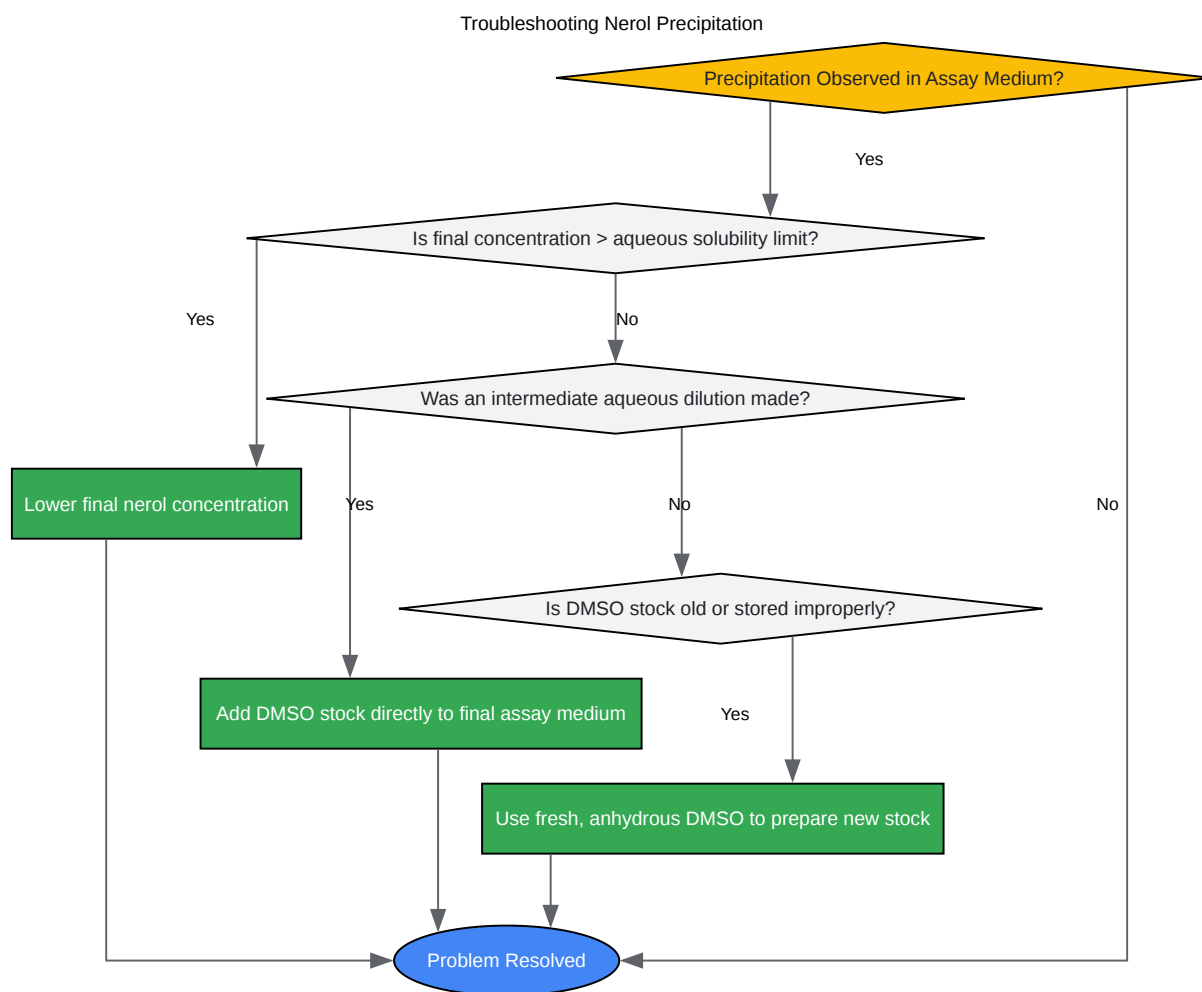 Troubleshooting Nerol Precipitation
Precipitation Observed in Assay Medium?
Yes
Is final concentration > aqueous solubility limit?
Yes
No
Was an intermediate aqueous dilution made?
Lower final nerol concentration
Yes
No
No
Is DMSO stock old or stored improperly?
Add DMSO stock directly to final assay medium
Yes
Use fresh, anhydrous DMSO to prepare new stock
Problem Resolved